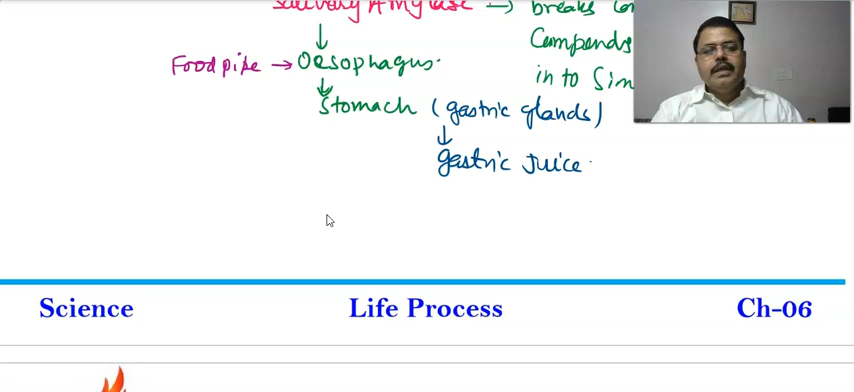 Salivary Amylase → breaks
Compounds
Food pipe → Oesophagus.
in to
Stomach (gastric glands)
gastric Juice.
Science Life Process Ch-06